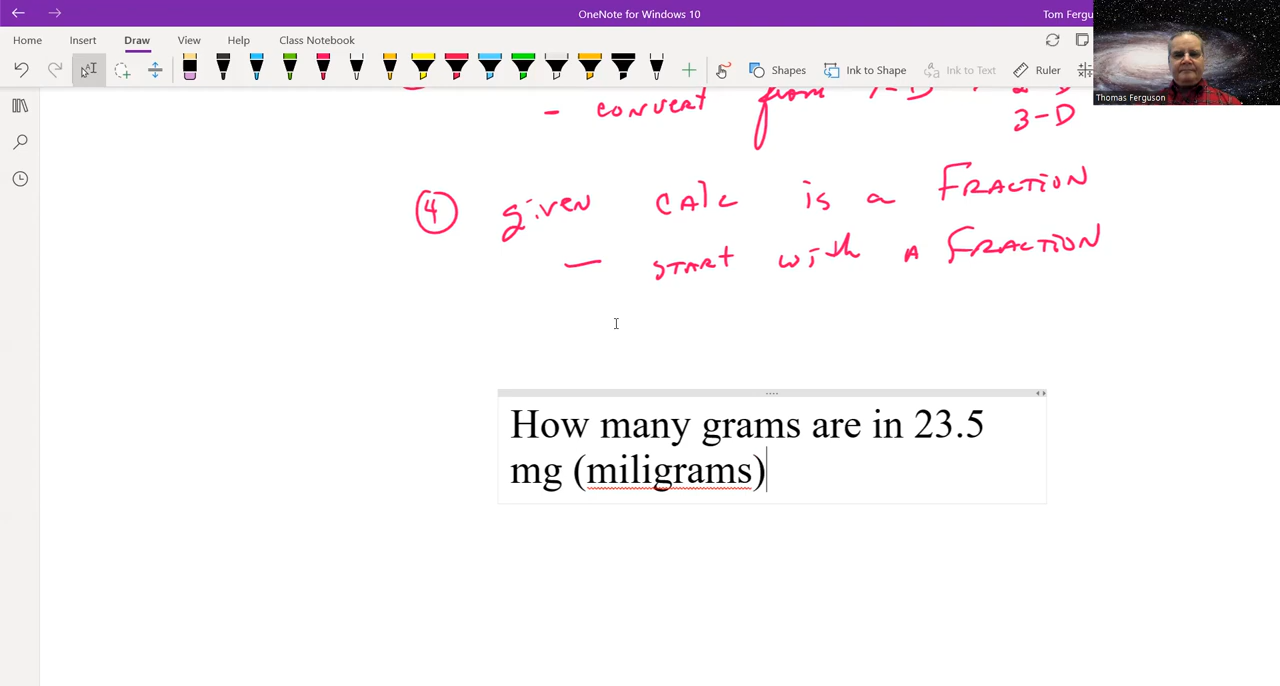 OneNote for Windows 10
Tom Fergu
Home Insert Draw View Help Class Notebook
Shapes Ink to Shape Ink to Text Ruler
Thomas Ferguson
- convert from
3-D
④ given calc is a FRACTION
- START with A FRACTION
How many grams are in 23.5
mg (miligrams)